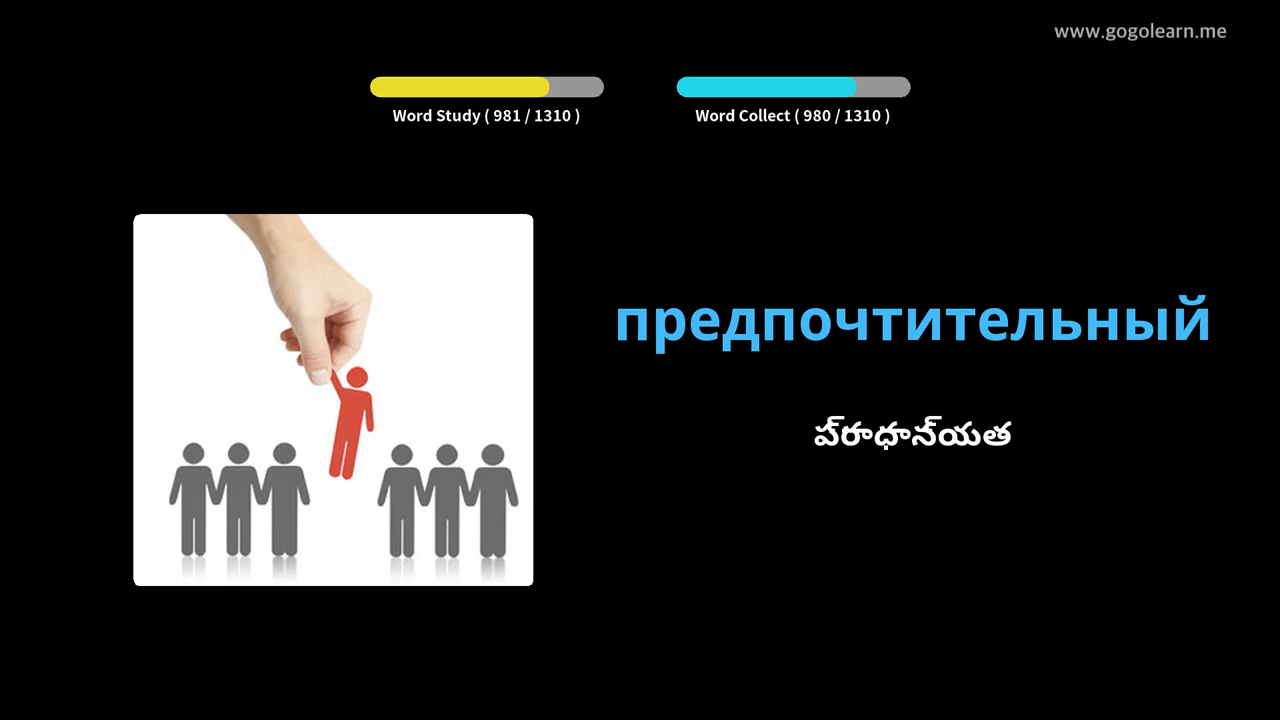 www.gogolearn.me
Word Study ( 981 / 1310 )
Word Collect ( 980 / 1310 )
предпочтительный
ప్రాధాన్యత